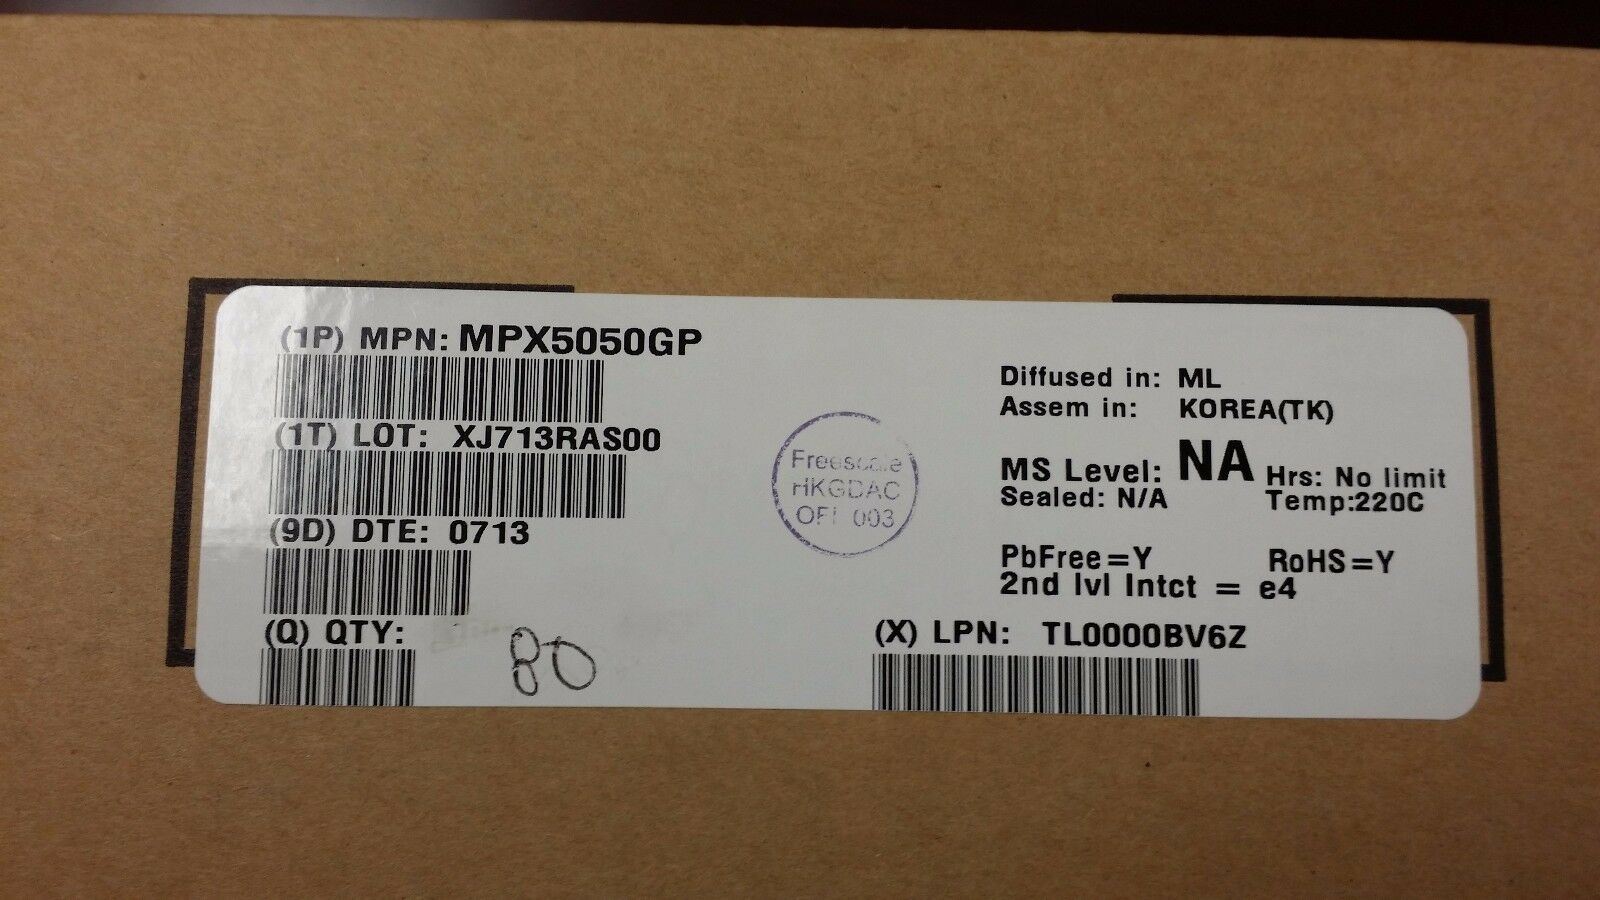 (1P) MPN: MPX5050GP
(1T) LOT: XJ713RAS00
(9D) DTE: 0713
(Q) QTY:
80
Freescale
HKGDAC
003
Diffused in: ML
Assem in: KOREA(TK)
MS Level: NA Hrs: No limit
Sealed: N/A Temp:220C
PbFree=Y RoHS=Y
2nd lvl Intct = e4
(X) LPN: TL0000BV6Z